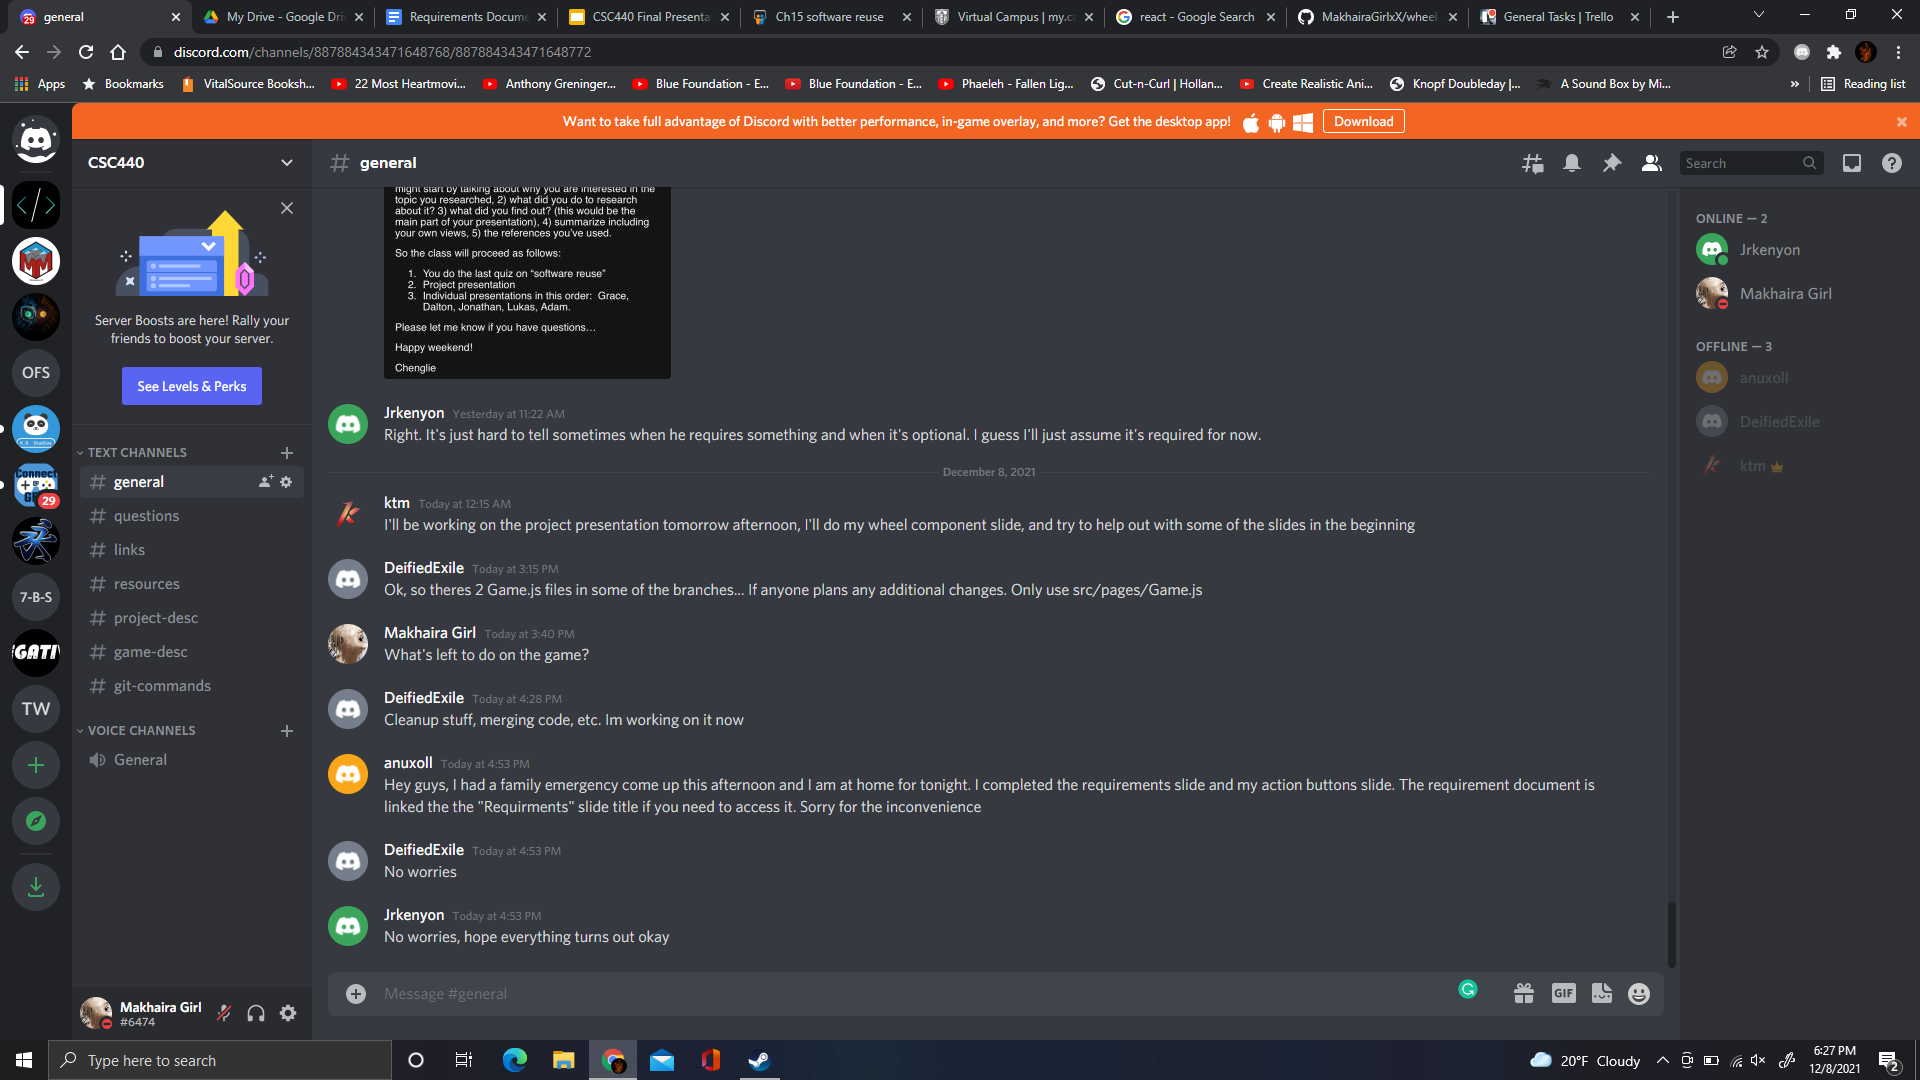 29
general
My Drive - Google Dri
Requirements Docume
CSC440 Final Presenta
Ch15 software reuse
Virtual Campus | my.ca
react - Google Search
MakhairaGirlxX/wheel
General Tasks | Trello
discord.com/channels/887884343471648768/887884343471648772
Apps
Bookmarks
VitalSource Booksh...
22 Most Heartmovi...
Anthony Greninger...
Blue Foundation - E...
Blue Foundation - E...
Phaeleh - Fallen Lig...
Cut-n-Curl | Hollan...
Create Realistic Ani...
Knopf Doubleday |...
A Sound Box by Mi...
»
Reading list
Want to take full advantage of Discord with better performance, in-game overlay, and more? Get the desktop app!
Download
CSC440
# general
Search
</>
OFS
29
7-B-S
GATI
TW
Server Boosts are here! Rally your
friends to boost your server.
See Levels & Perks
TEXT CHANNELS
# general
# questions
# links
# resources
# project-desc
# game-desc
# git-commands
VOICE CHANNELS
General
Makhaira Girl
#6474
might start by talking about why you are interested in the
topic you researched, 2) what did you do to research
about it? 3) what did you find out? (this would be the
main part of your presentation), 4) summarize including
your own views, 5) the references you've used.
So the class will proceed as follows:
1. You do the last quiz on "software reuse"
2. Project presentation
3. Individual presentations in this order: Grace,
Dalton, Jonathan, Lukas, Adam.
Please let me know if you have questions...
Happy weekend!
Chenglie
Jrkenyon Yesterday at 11:22 AM
Right. It's just hard to tell sometimes when he requires something and when it's optional. I guess I'll just assume it's required for now.
December 8, 2021
ktm Today at 12:15 AM
I'll be working on the project presentation tomorrow afternoon, I'll do my wheel component slide, and try to help out with some of the slides in the beginning
DeifiedExile Today at 3:15 PM
Ok, so theres 2 Game.js files in some of the branches... If anyone plans any additional changes. Only use src/pages/Game.js
Makhaira Girl Today at 3:40 PM
What's left to do on the game?
DeifiedExile Today at 4:28 PM
Cleanup stuff, merging code, etc. Im working on it now
anuxoll Today at 4:53 PM
Hey guys, I had a family emergency come up this afternoon and I am at home for tonight. I completed the requirements slide and my action buttons slide. The requirement document is
linked the the "Requirments" slide title if you need to access it. Sorry for the inconvenience
DeifiedExile Today at 4:53 PM
No worries
Jrkenyon Today at 4:53 PM
No worries, hope everything turns out okay
Message #general
GIF
ONLINE — 2
Jrkenyon
Makhaira Girl
OFFLINE — 3
anuxoll
DeifiedExile
ktm
Type here to search
20°F Cloudy
6:27 PM
12/8/2021
2